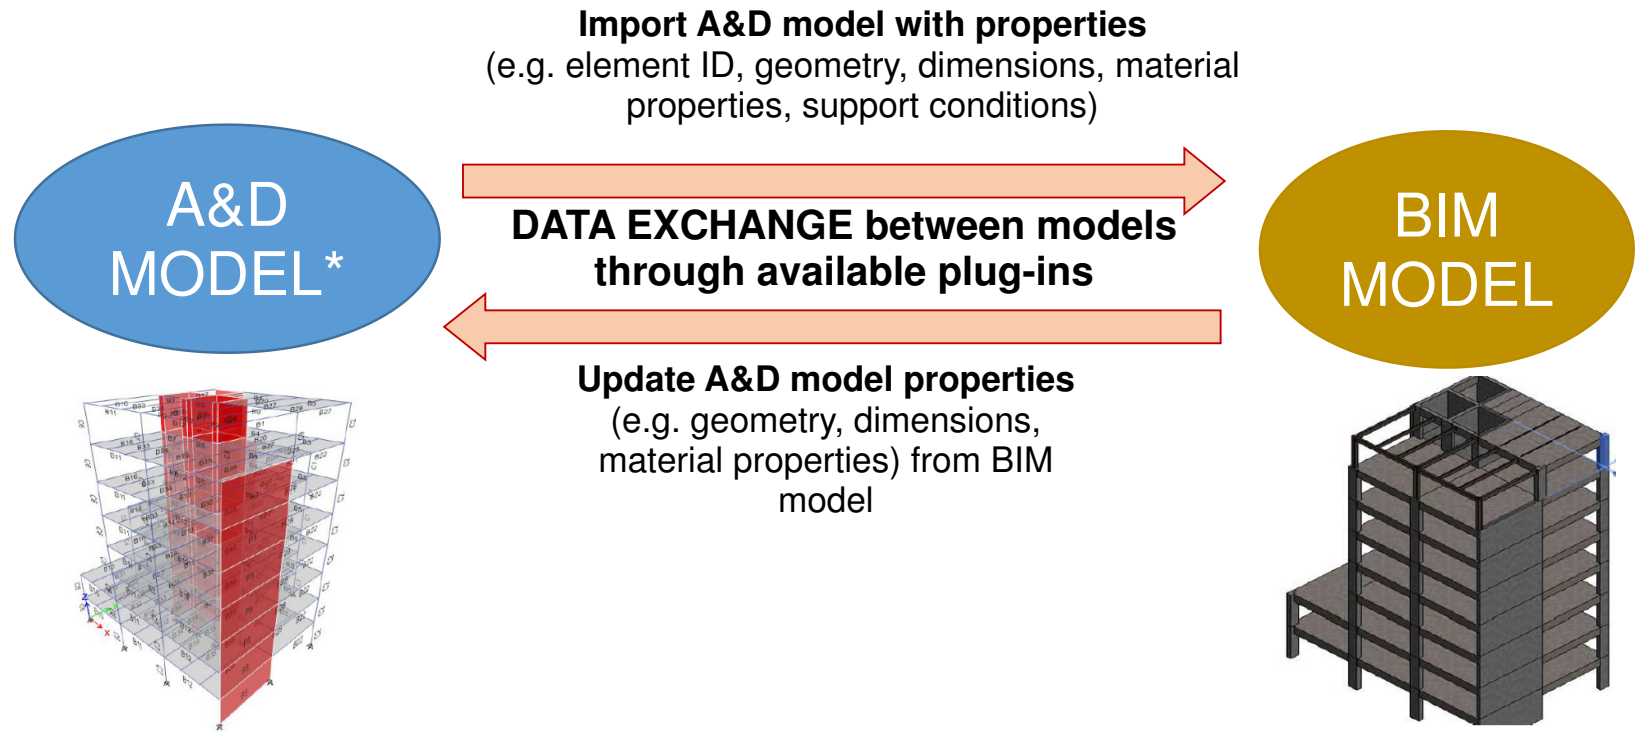 Import A&D model with properties
(e.g. element ID, geometry, dimensions, material
properties, support conditions)
A&D
MODEL*
DATA EXCHANGE between models
through available plug-ins
BIM
MODEL
Update A&D model properties
(e.g. geometry, dimensions,
material properties) from BIM
model